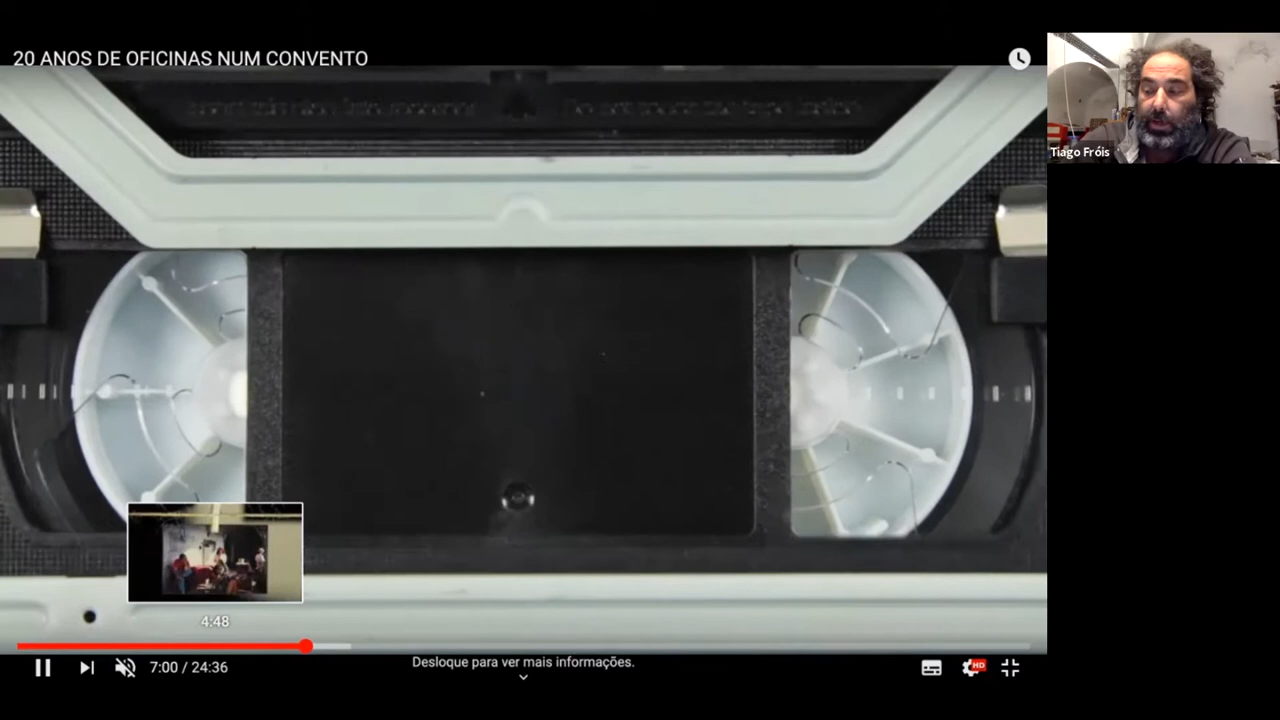 20 ANOS DE OFICINAS NUM CONVENTO
Tiago Fróis
4:48
7:00 / 24:36
Desloque para ver mais informações.
HD